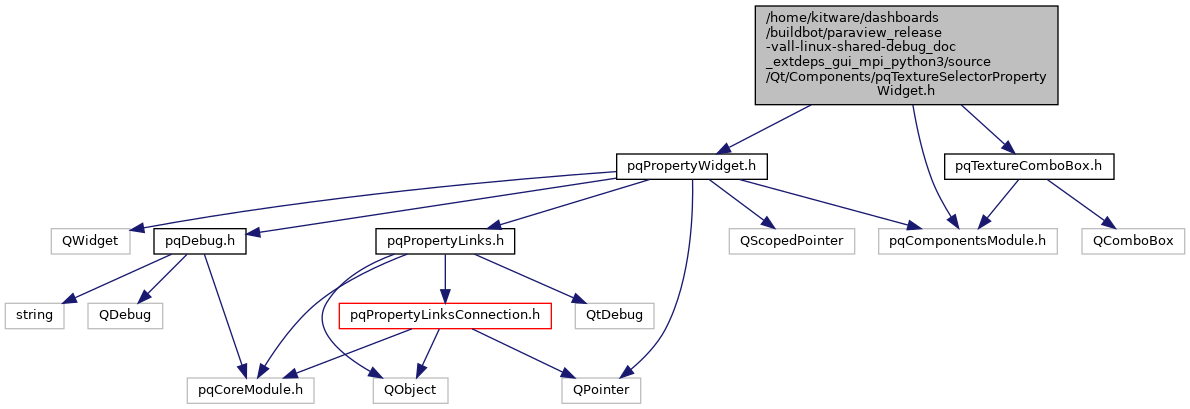 /home/kitware/dashboards
/buildbot/paraview_release
-vall-linux-shared-debug_doc
_extdeps_gui_mpi_python3/source
/Qt/Components/pqTextureSelectorProperty
Widget.h
pqPropertyWidget.h
pqTextureComboBox.h
QWidget
pqDebug.h
pqPropertyLinks.h
QScopedPointer
pqComponentsModule.h
QComboBox
string
QDebug
pqPropertyLinksConnection.h
QtDebug
pqCoreModule.h
QObject
QPointer